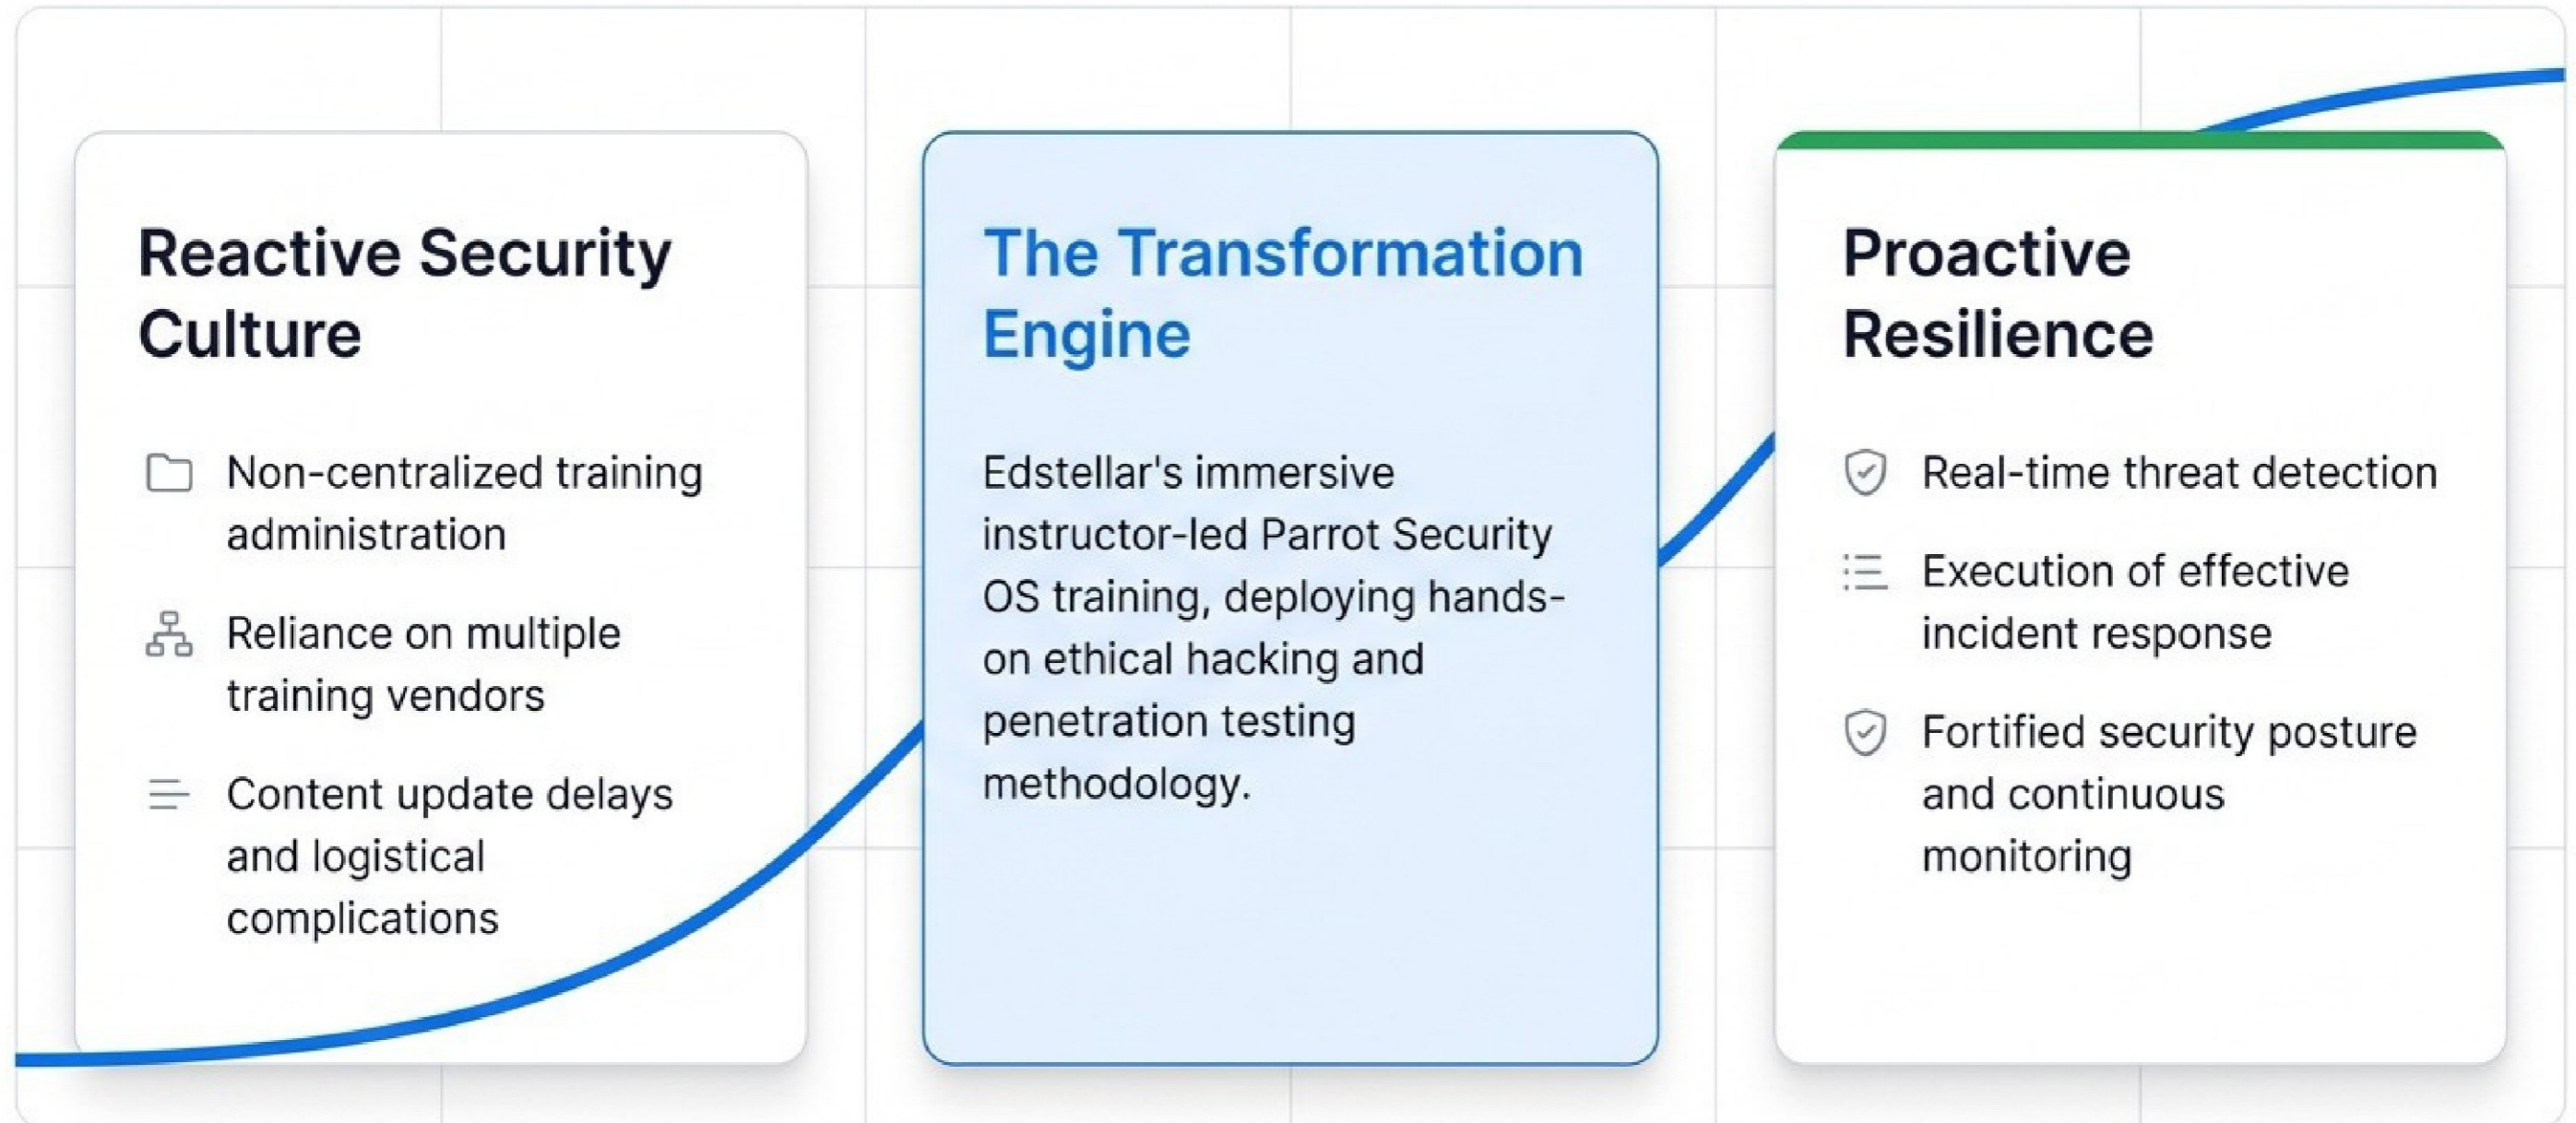 Reactive Security
Culture
Non-centralized training
administration
Reliance on multiple
training vendors
Content update delays
and logistical
complications
The Transformation
Engine
Edstellar's immersive
instructor-led Parrot Security
OS training, deploying hands-
on ethical hacking and
penetration testing
methodology.
Proactive
Resilience
Real-time threat detection
Execution of effective
incident response
Fortified security posture
and continuous
monitoring